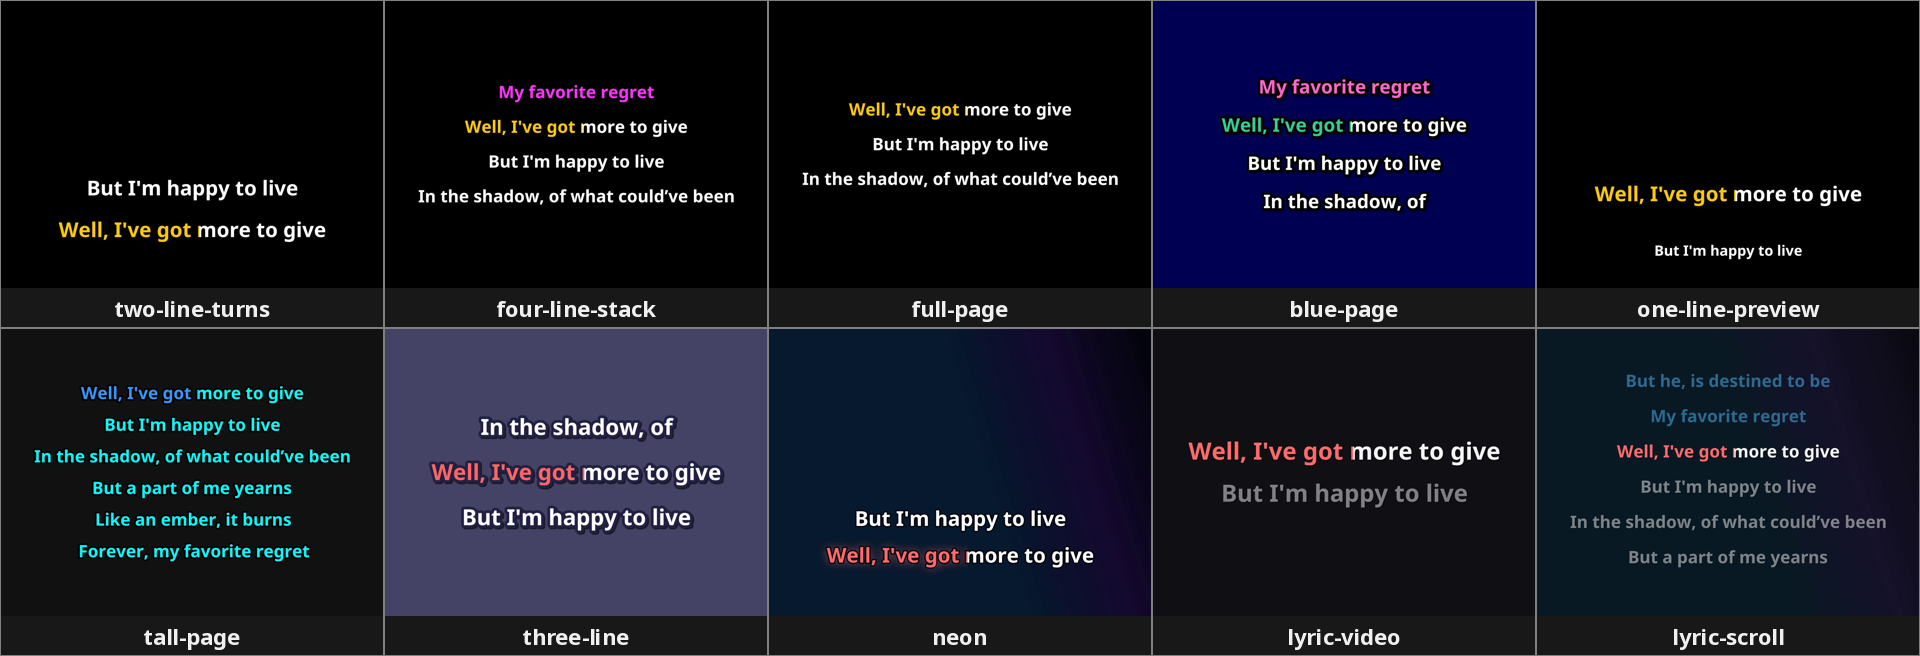 But I'm happy to live
Well, I've got more to give
two-line-turns
My favorite regret
Well, I've got more to give
But I'm happy to live
In the shadow, of what could’ve been
four-line-stack
Well, I've got more to give
But I'm happy to live
In the shadow, of what could’ve been
full-page
My favorite regret
Well, I've got more to give
But I'm happy to live
In the shadow, of
blue-page
Well, I've got more to give
But I'm happy to live
one-line-preview
Well, I've got more to give
But I'm happy to live
In the shadow, of what could’ve been
But a part of me yearns
Like an ember, it burns
Forever, my favorite regret
tall-page
In the shadow, of
Well, I've got more to give
But I'm happy to live
three-line
But I'm happy to live
Well, I've got more to give
neon
Well, I've got more to give
But I'm happy to live
lyric-video
But he, is destined to be
My favorite regret
Well, I've got more to give
But I'm happy to live
In the shadow, of what could’ve been
But a part of me yearns
lyric-scroll